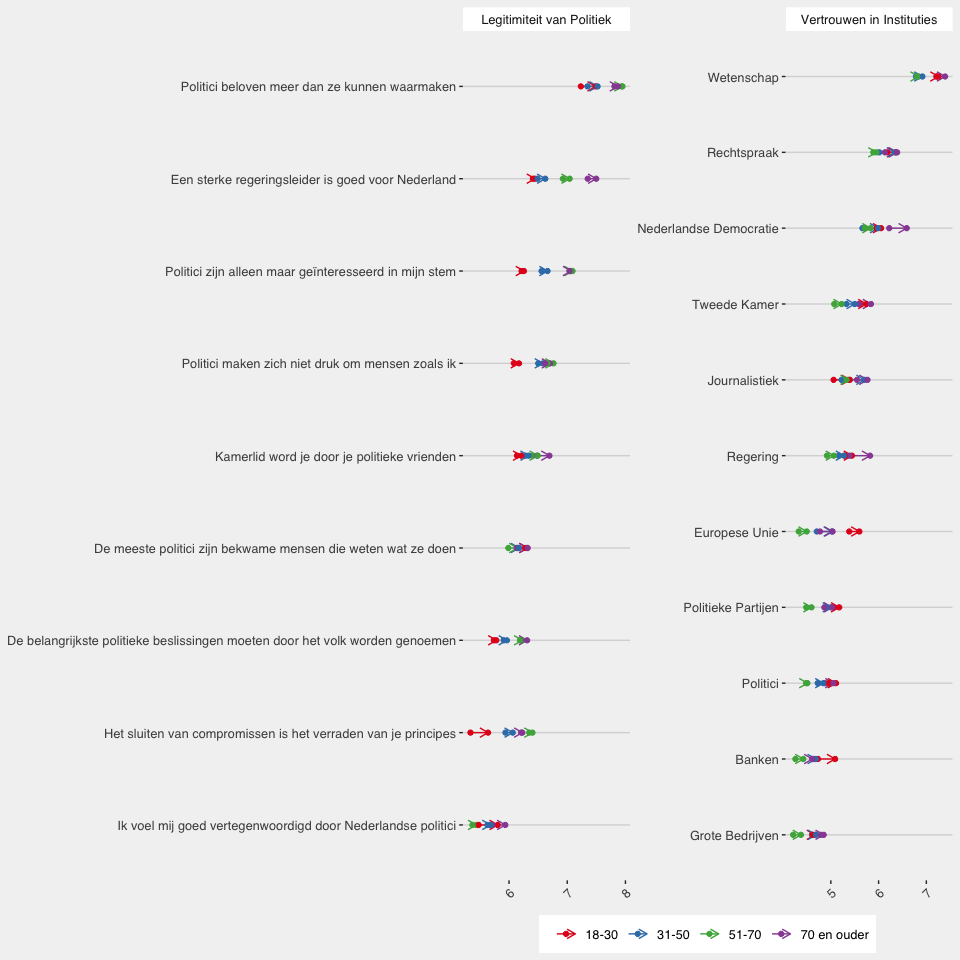 Legitimiteit van Politiek
Politici beloven meer dan ze kunnen waarmaken
Een sterke regeringsleider is goed voor Nederland
Politici zijn alleen maar geïnteresseerd in mijn stem
Politici maken zich niet druk om mensen zoals ik
Kamerlid word je door je politieke vrienden
De meeste politici zijn bekwame mensen die weten wat ze doen
De belangrijkste politieke beslissingen moeten door het volk worden genoemen
Het sluiten van compromissen is het verraden van je principes
Ik voel mij goed vertegenwoordigd door Nederlandse politici
6 7 8
Vertrouwen in Instituties
Wetenschap
Rechtspraak
Nederlandse Democratie
Tweede Kamer
Journalistiek
Regering
Europese Unie
Politieke Partijen
Politici
Banken
Grote Bedrijven
5 6 7
18-30 31-50 51-70 70 en ouder